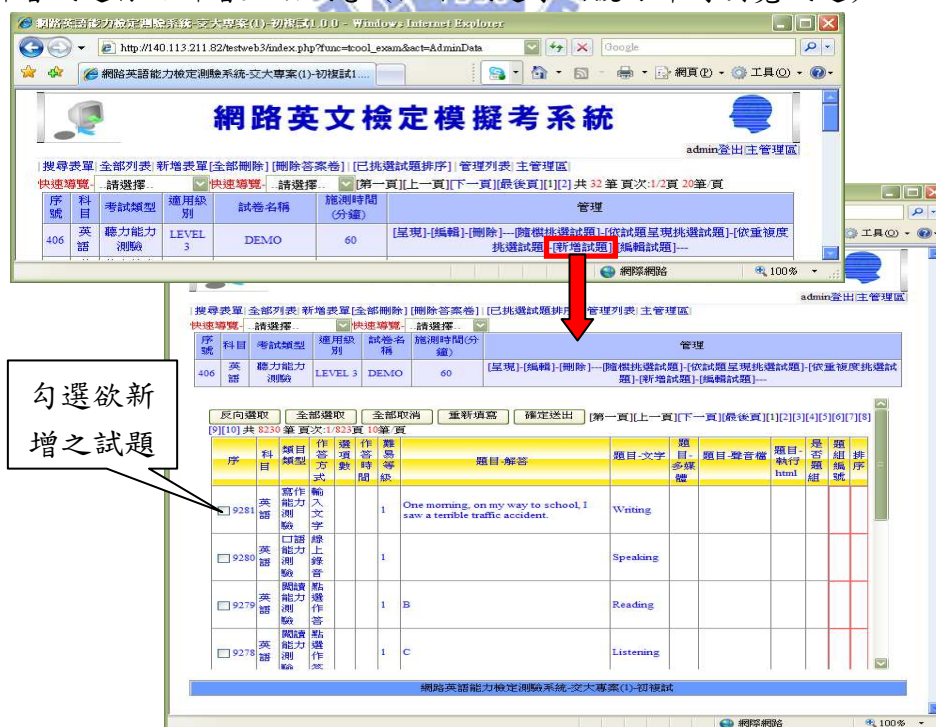 網路英語能力檢定測驗系統-交大專案(1)-初複試1.0.0 - Windows Internet Explorer
http://140.113.211.82/testweb3/index.php?func=tcool_exam&act=AdminData
Google
網路英語能力檢定測驗系統-交大專案(1)-初複試1....
網頁(P)
工具(O)
網路英文檢定模擬考系統
admin登出|主管理區|
|搜尋表單|全部列表|新增表單[全部刪除] [刪除答案卷]| [已挑選試題排序]| 管理列表|主管理區|
快速導覽- ..請選擇.. 快速導覽- ..請選擇.. [第一頁][上一頁][下一頁][最後頁][1][2] 共 32 筆 頁次:1/2頁 20筆/頁
序號 科目 考試類型 適用級別 試卷名稱 施測時間(分鐘) 管理
406 英語 聽力能力測驗 LEVEL 3 DEMO 60 [呈現]-[編輯]-[刪除]---[隨機挑選試題]-[依試題呈現挑選試題]-[依重複度挑選試題]-[新增試題]-[編輯試題]---
網際網路 100%
工具(O)
admin登出|主管理區|
|搜尋表單|全部列表|新增表單[全部刪除] [刪除答案卷]| [已挑選試題排序]| 管理列表|主管理區|
快速導覽- ..請選擇.. 快速導覽- ..請選擇..
序號 科目 考試類型 適用級別 試卷名稱 施測時間(分鐘) 管理
406 英語 聽力能力測驗 LEVEL 3 DEMO 60 [呈現]-[編輯]-[刪除]---[隨機挑選試題]-[依試題呈現挑選試題]-[依重複度挑選試題]-[新增試題]-[編輯試題]---
勾選欲新
增之試題
反向選取 全部選取 全部取消 重新填寫 確定送出 [第一頁][上一頁][下一頁][最後頁][1][2][3][4][5][6][7][8]
[9][10] 共 8230 筆 頁次:1/823頁 10筆/頁
序 科目 類目類型 作答方式 選項數 作答時間 難易等級 題目-解答 題目-文字 題目-多媒體 題目-聲音檔 題目-執行html 是否題組 題組編號 排序
9281 英語 寫作能力測驗 輸入文字 1 One morning, on my way to school, I saw a terrible traffic accident. Writing
9280 英語 口語能力測驗 線上錄音 1 Speaking
9279 英語 閱讀能力測驗 點選作答 1 B Reading
9278 英語 閱讀能力測驗 點選作答 1 C Listening
網路英語能力檢定測驗系統-交大專案(1)-初複試
網際網路 100%